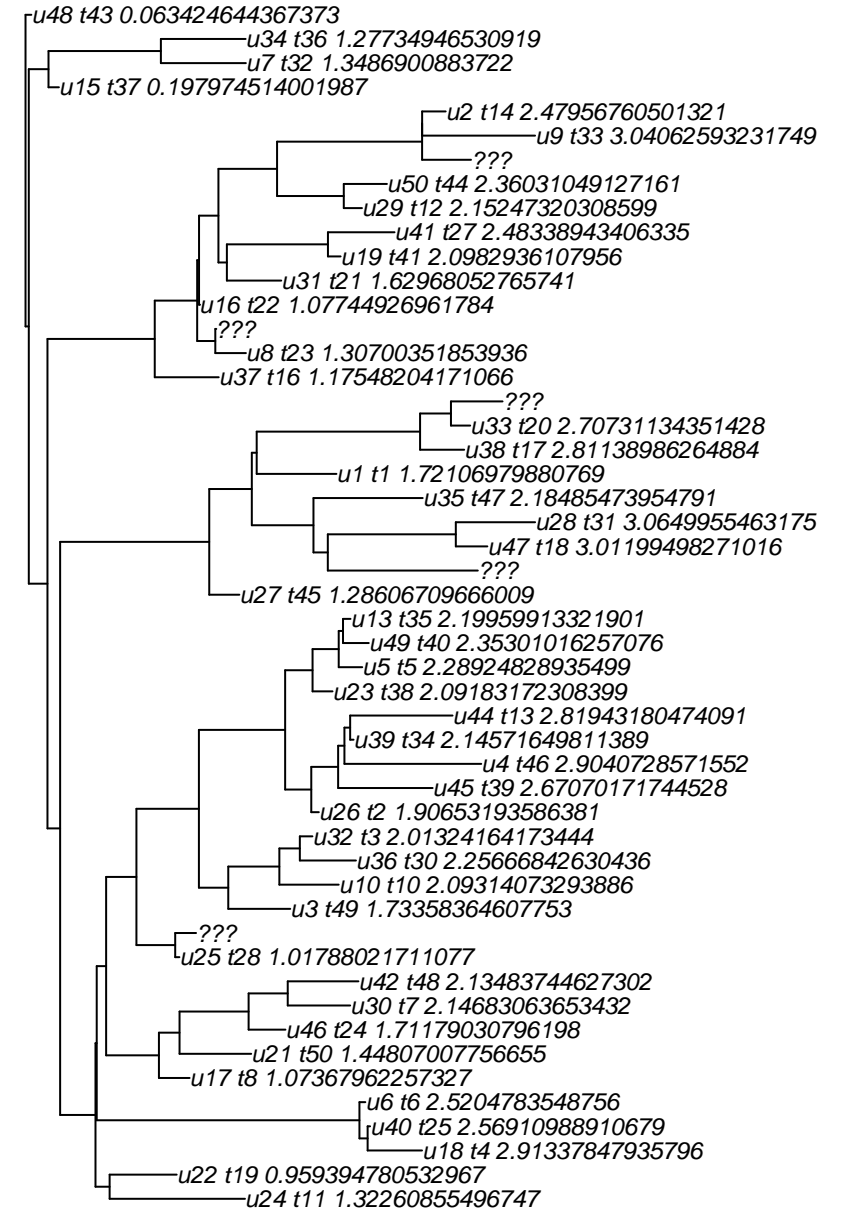 u48 t43 0.063424644367373
u34 t36 1.27734946530919
u7 t32 1.3486900883722
u15 t37 0.197974514001987
u2 t14 2.47956760501321
u9 t33 3.04062593231749
???
u50 t44 2.36031049127161
u29 t12 2.15247320308599
u41 t27 2.48338943406335
u19 t41 2.0982936107956
u31 t21 1.62968052765741
u16 t22 1.07744926961784
???
u8 t23 1.30700351853936
u37 t16 1.17548204171066
???
u33 t20 2.70731134351428
u38 t17 2.81138986264884
u1 t1 1.72106979880769
u35 t47 2.18485473954791
u28 t31 3.0649955463175
u47 t18 3.01199498271016
???
u27 t45 1.28606709666009
u13 t35 2.19959913321901
u49 t40 2.35301016257076
u5 t5 2.28924828935499
u23 t38 2.09183172308399
u44 t13 2.81943180474091
u39 t34 2.14571649811389
u4 t46 2.9040728571552
u45 t39 2.67070171744528
u26 t2 1.90653193586381
u32 t3 2.01324164173444
u36 t30 2.25666842630436
u10 t10 2.09314073293886
u3 t49 1.73358364607753
???
u25 t28 1.01788021711077
u42 t48 2.13483744627302
u30 t7 2.14683063653432
u46 t24 1.71179030796198
u21 t50 1.44807007756655
u17 t8 1.07367962257327
u6 t6 2.5204783548756
u40 t25 2.56910988910679
u18 t4 2.91337847935796
u22 t19 0.959394780532967
u24 t11 1.32260855496747